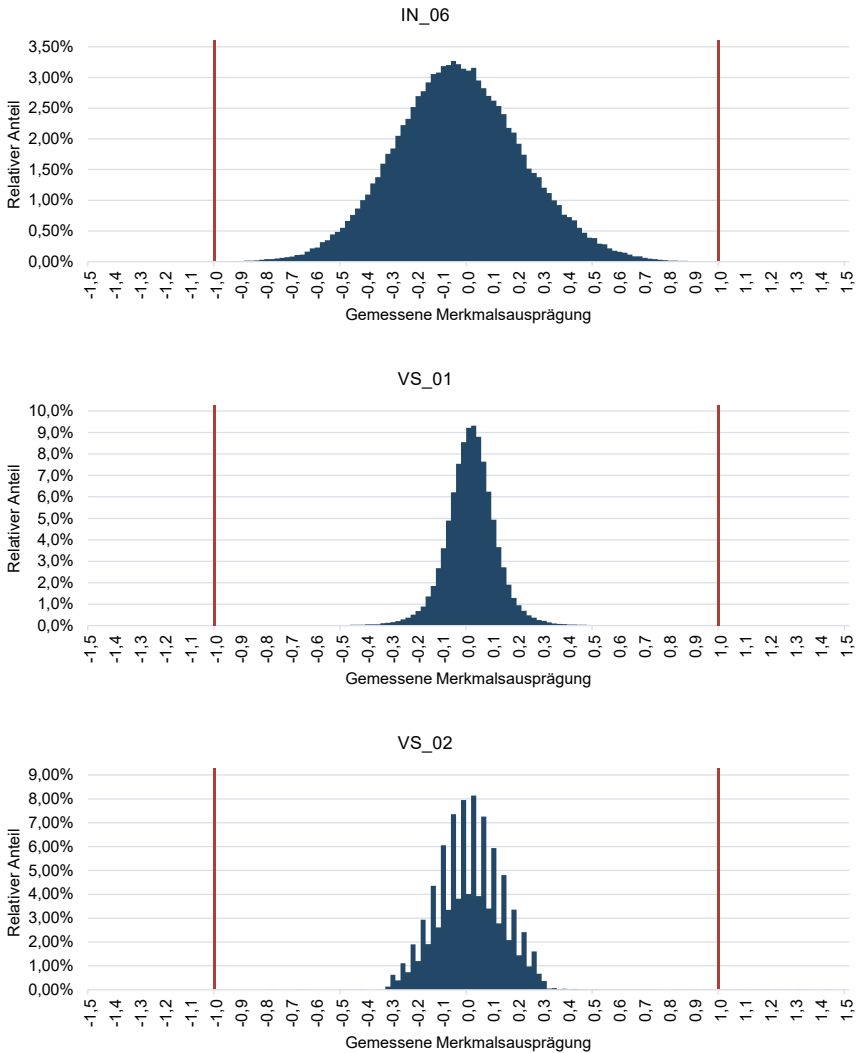 IN_06
3,50%
3,00%
2,50%
2,00%
1,50%
1,00%
0,50%
0,00%
Relativer Anteil
-1,5 -1,4 -1,3 -1,2 -1,1 -1,0 -0,9 -0,8 -0,7 -0,6 -0,5 -0,4 -0,3 -0,2 -0,1 0,0 0,1 0,2 0,3 0,4 0,5 0,6 0,7 0,8 0,9 1,0 1,1 1,2 1,3 1,4 1,5
Gemessene Merkmalsausprägung
VS_01
10,0%
9,0%
8,0%
7,0%
6,0%
5,0%
4,0%
3,0%
2,0%
1,0%
0,0%
Relativer Anteil
-1,5 -1,4 -1,3 -1,2 -1,1 -1,0 -0,9 -0,8 -0,7 -0,6 -0,5 -0,4 -0,3 -0,2 -0,1 0,0 0,1 0,2 0,3 0,4 0,5 0,6 0,7 0,8 0,9 1,0 1,1 1,2 1,3 1,4 1,5
Gemessene Merkmalsausprägung
VS_02
9,00%
8,00%
7,00%
6,00%
5,00%
4,00%
3,00%
2,00%
1,00%
0,00%
Relativer Anteil
-1,5 -1,4 -1,3 -1,2 -1,1 -1,0 -0,9 -0,8 -0,7 -0,6 -0,5 -0,4 -0,3 -0,2 -0,1 0,0 0,1 0,2 0,3 0,4 0,5 0,6 0,7 0,8 0,9 1,0 1,1 1,2 1,3 1,4 1,5
Gemessene Merkmalsausprägung